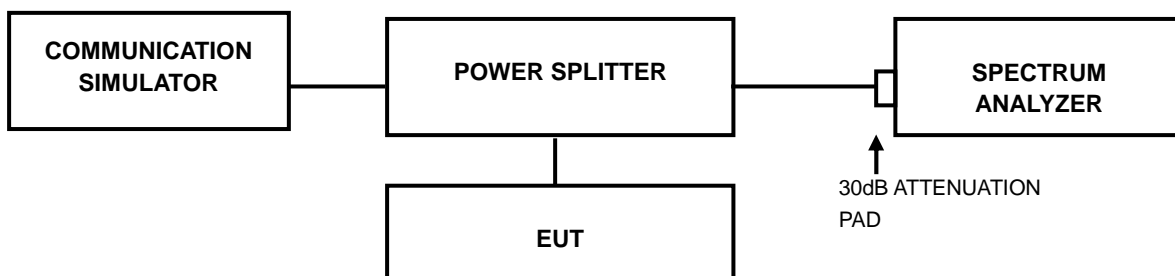 COMMUNICATION
SIMULATOR
POWER SPLITTER
SPECTRUM
ANALYZER
30dB ATTENUATION
PAD
EUT